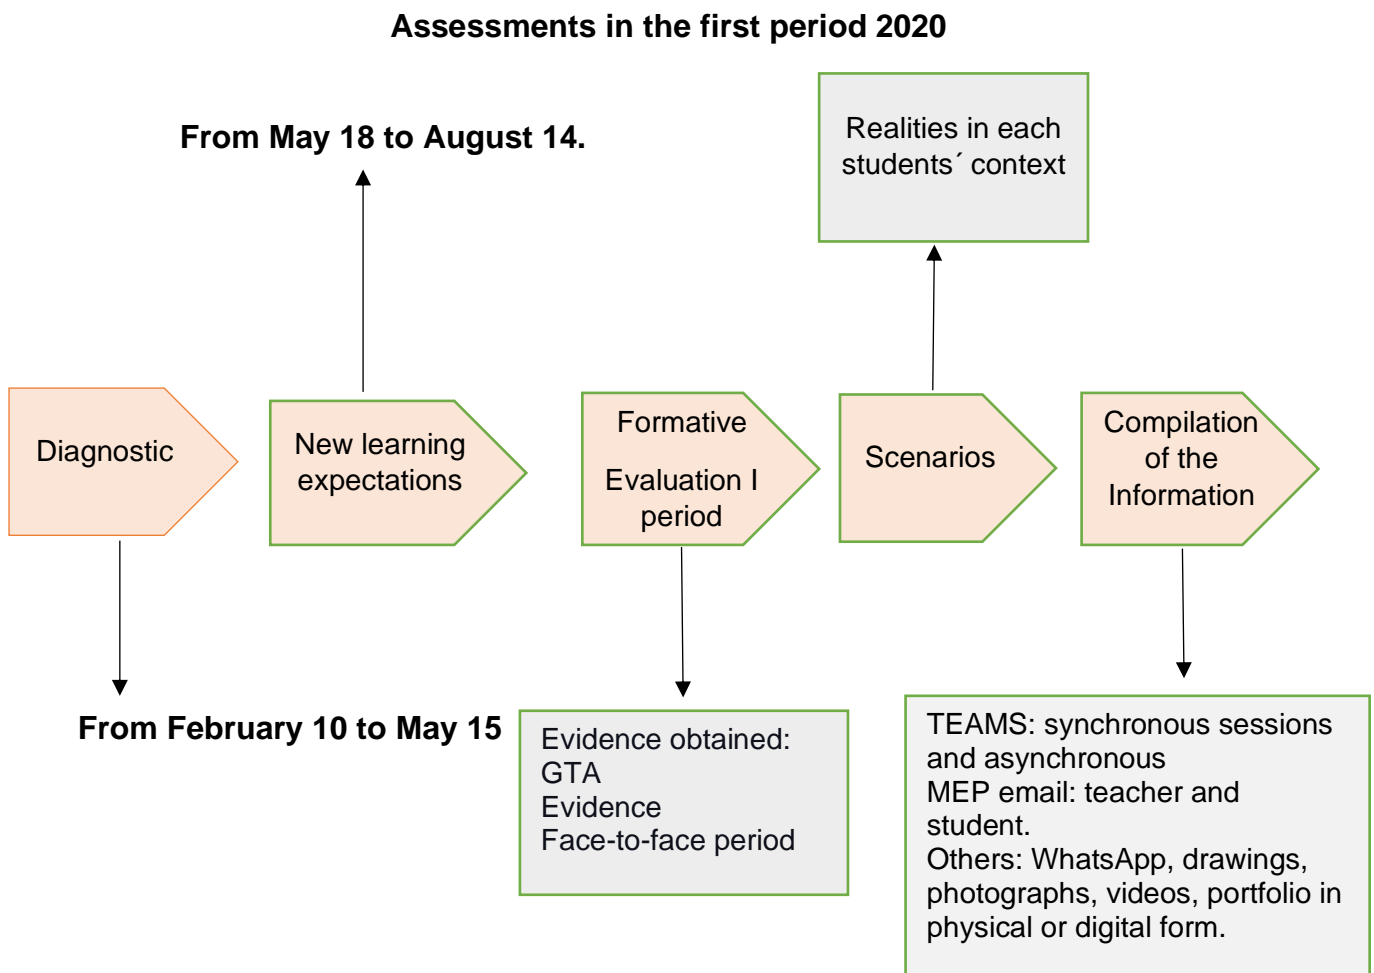 Assessments in the first period 2020
From May 18 to August 14.
Realities in each
students´ context
Diagnostic
New learning
expectations
Formative
Evaluation I
period
Scenarios
Compilation
of the
Information
From February 10 to May 15
Evidence obtained:
GTA
Evidence
Face-to-face period
TEAMS: synchronous sessions
and asynchronous
MEP email: teacher and
student.
Others: WhatsApp, drawings,
photographs, videos, portfolio in
physical or digital form.